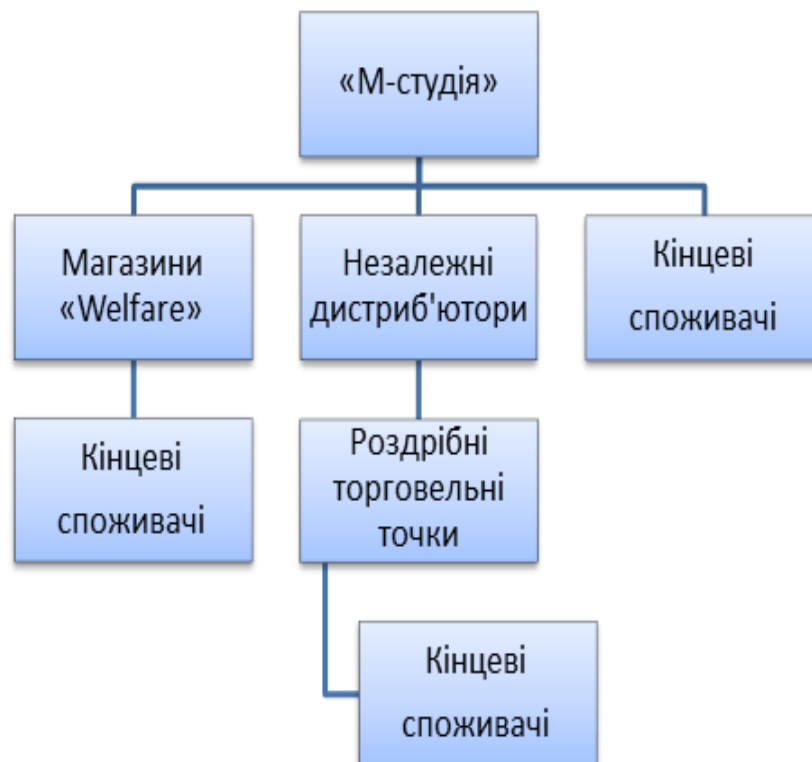 «М-студія»
Магазини
«Welfare»
Незалежні
дистриб'ютори
Кінцеві
споживачі
Кінцеві
споживачі
Роздрібні
торговельні
точки
Кінцеві
споживачі